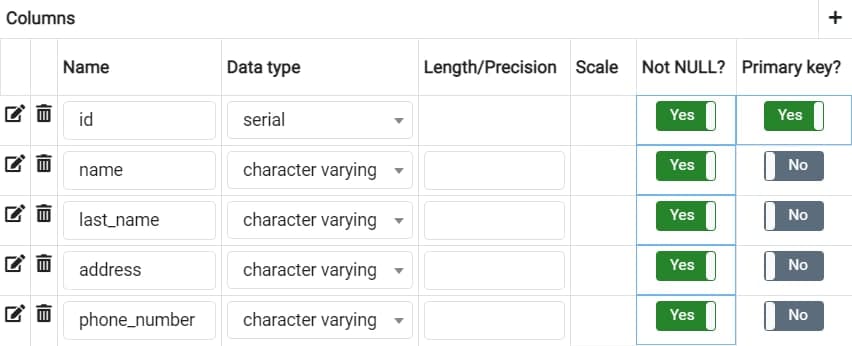 Columns +
Name Data type Length/Precision Scale Not NULL? Primary key?
id serial Yes Yes
name character varying Yes No
last_name character varying Yes No
address character varying Yes No
phone_number character varying Yes No